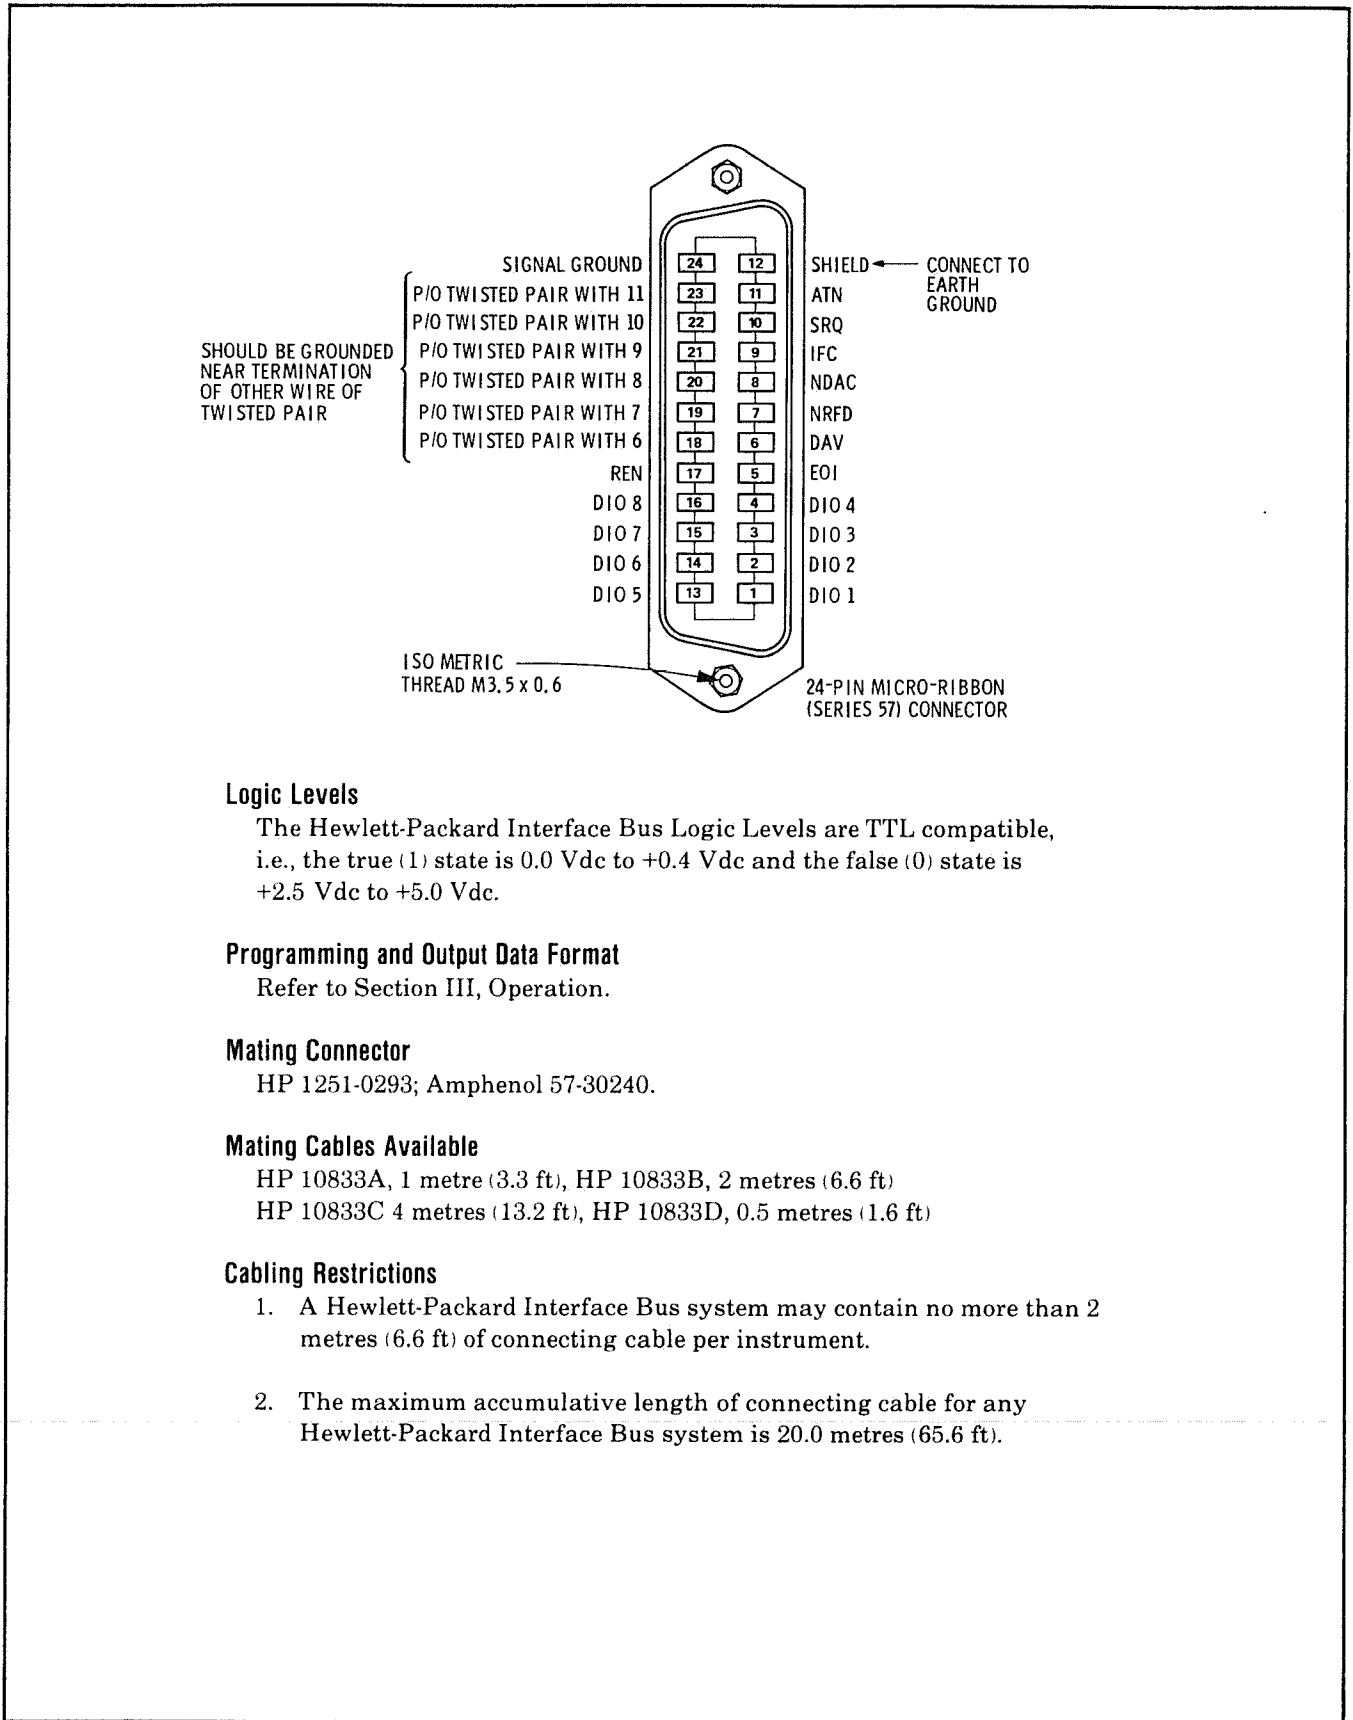 SIGNAL GROUND 24 12 SHIELD CONNECT TO EARTH GROUND
P/O TWISTED PAIR WITH 11 23 11 ATN
P/O TWISTED PAIR WITH 10 22 10 SRQ
P/O TWISTED PAIR WITH 9 21 9 IFC
P/O TWISTED PAIR WITH 8 20 8 NDAC
P/O TWISTED PAIR WITH 7 19 7 NRFD
P/O TWISTED PAIR WITH 6 18 6 DAV
SHOULD BE GROUNDED
NEAR TERMINATION
OF OTHER WIRE OF
TWISTED PAIR
REN 17 5 EOI
DIO 8 16 4 DIO 4
DIO 7 15 3 DIO 3
DIO 6 14 2 DIO 2
DIO 5 13 1 DIO 1
ISO METRIC
THREAD M3.5 x 0.6
24-PIN MICRO-RIBBON
(SERIES 57) CONNECTOR
Logic Levels
The Hewlett-Packard Interface Bus Logic Levels are TTL compatible,
i.e., the true (1) state is 0.0 Vdc to +0.4 Vdc and the false (0) state is
+2.5 Vdc to +5.0 Vdc.
Programming and Output Data Format
Refer to Section III, Operation.
Mating Connector
HP 1251-0293; Amphenol 57-30240.
Mating Cables Available
HP 10833A, 1 metre (3.3 ft), HP 10833B, 2 metres (6.6 ft)
HP 10833C 4 metres (13.2 ft), HP 10833D, 0.5 metres (1.6 ft)
Cabling Restrictions
1. A Hewlett-Packard Interface Bus system may contain no more than 2
metres (6.6 ft) of connecting cable per instrument.
2. The maximum accumulative length of connecting cable for any
Hewlett-Packard Interface Bus system is 20.0 metres (65.6 ft).